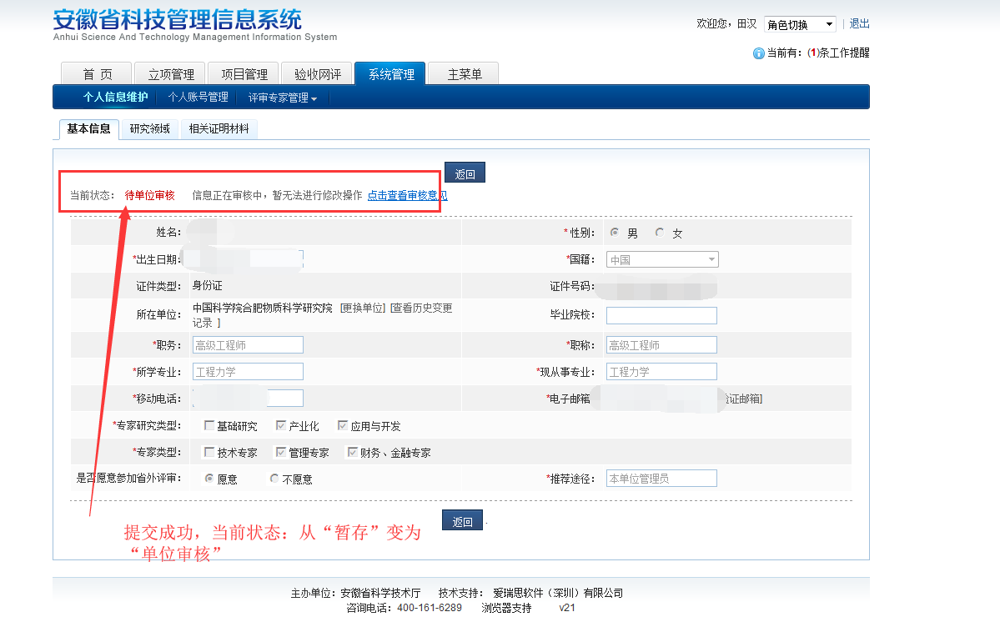 安徽省科技管理信息系统
Anhui Science And Technology Management Information System
欢迎您，田汉 角色切换 退出
当前有：(1)条工作提醒
首 页 立项管理 项目管理 验收网评 系统管理 主菜单
个人信息维护 个人账号管理 评审专家管理
基本信息 研究领域 相关证明材料
返回
当前状态： 待单位审核 信息正在审核中，暂无法进行修改操作 点击查看审核意见
姓名： *性别： 男 女
*出生日期： *国籍： 中国
证件类型： 身份证 证件号码：
所在单位： 中国科学院合肥物质科学研究院 [更换单位] [查看历史变更
记录 ] 毕业院校：
*职务： 高级工程师 *职称： 高级工程师
*所学专业： 工程力学 *现从事专业： 工程力学
*移动电话： *电子邮箱 证邮箱]
*专家研究类型： 基础研究 产业化 应用与开发
*专家类型： 技术专家 管理专家 财务、金融专家
是否愿意参加省外评审： 愿意 不愿意 *推荐途径： 本单位管理员
返回 .
提交成功，当前状态：从“暂存”变为
“单位审核”
主办单位：安徽省科学技术厅 技术支持： 爱瑞思软件（深圳）有限公司
咨询电话：400-161-6289 浏览器支持 v21